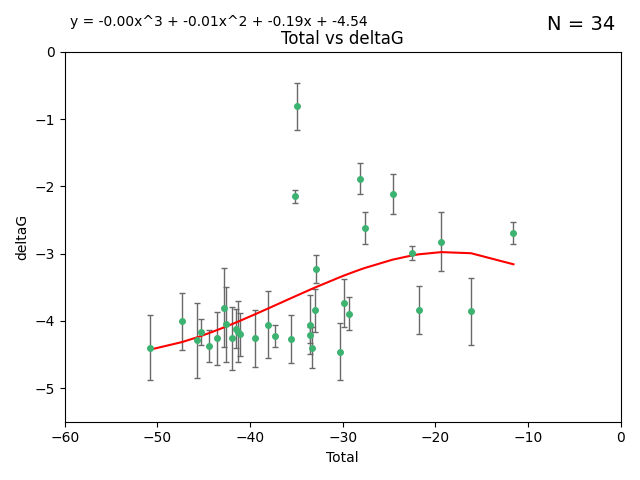 y = -0.00x^3 + -0.01x^2 + -0.19x + -4.54
N = 34
Total vs deltaG
0
−1
−2
−3
−4
−5
deltaG
−60 −50 −40 −30 −20 −10 0
Total